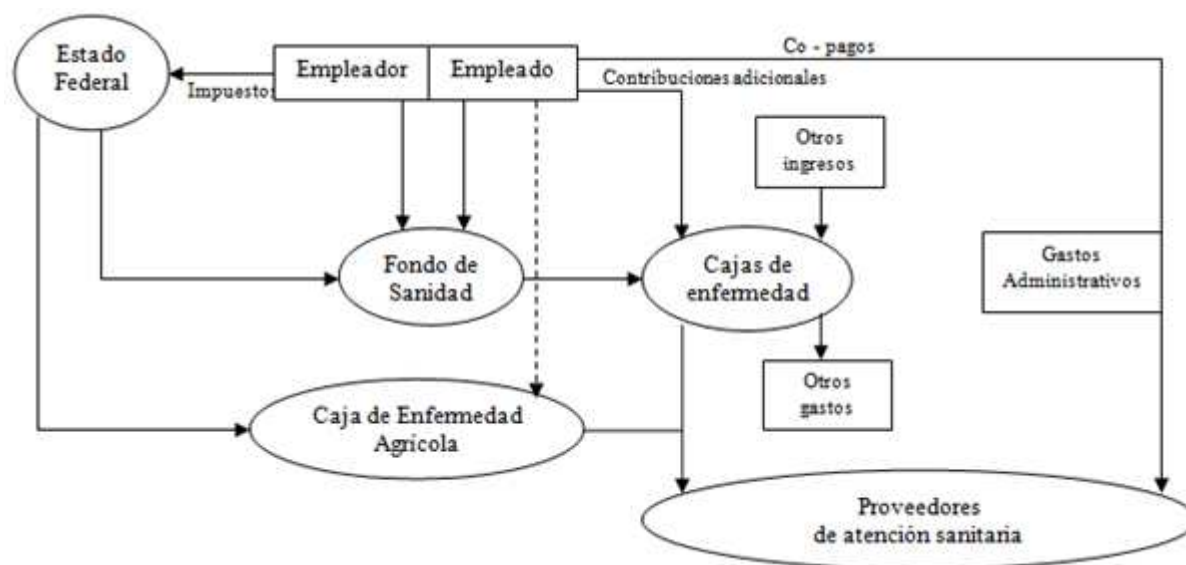 Estado
Federal
Impuestos
Empleador
Empleado
Co - pagos
Contribuciones adicionales
Otros
ingresos
Fondo de
Sanidad
Cajas de
enfermedad
Gastos
Administrativos
Otros
gastos
Caja de Enfermedad
Agrícola
Proveedores
de atención sanitaria